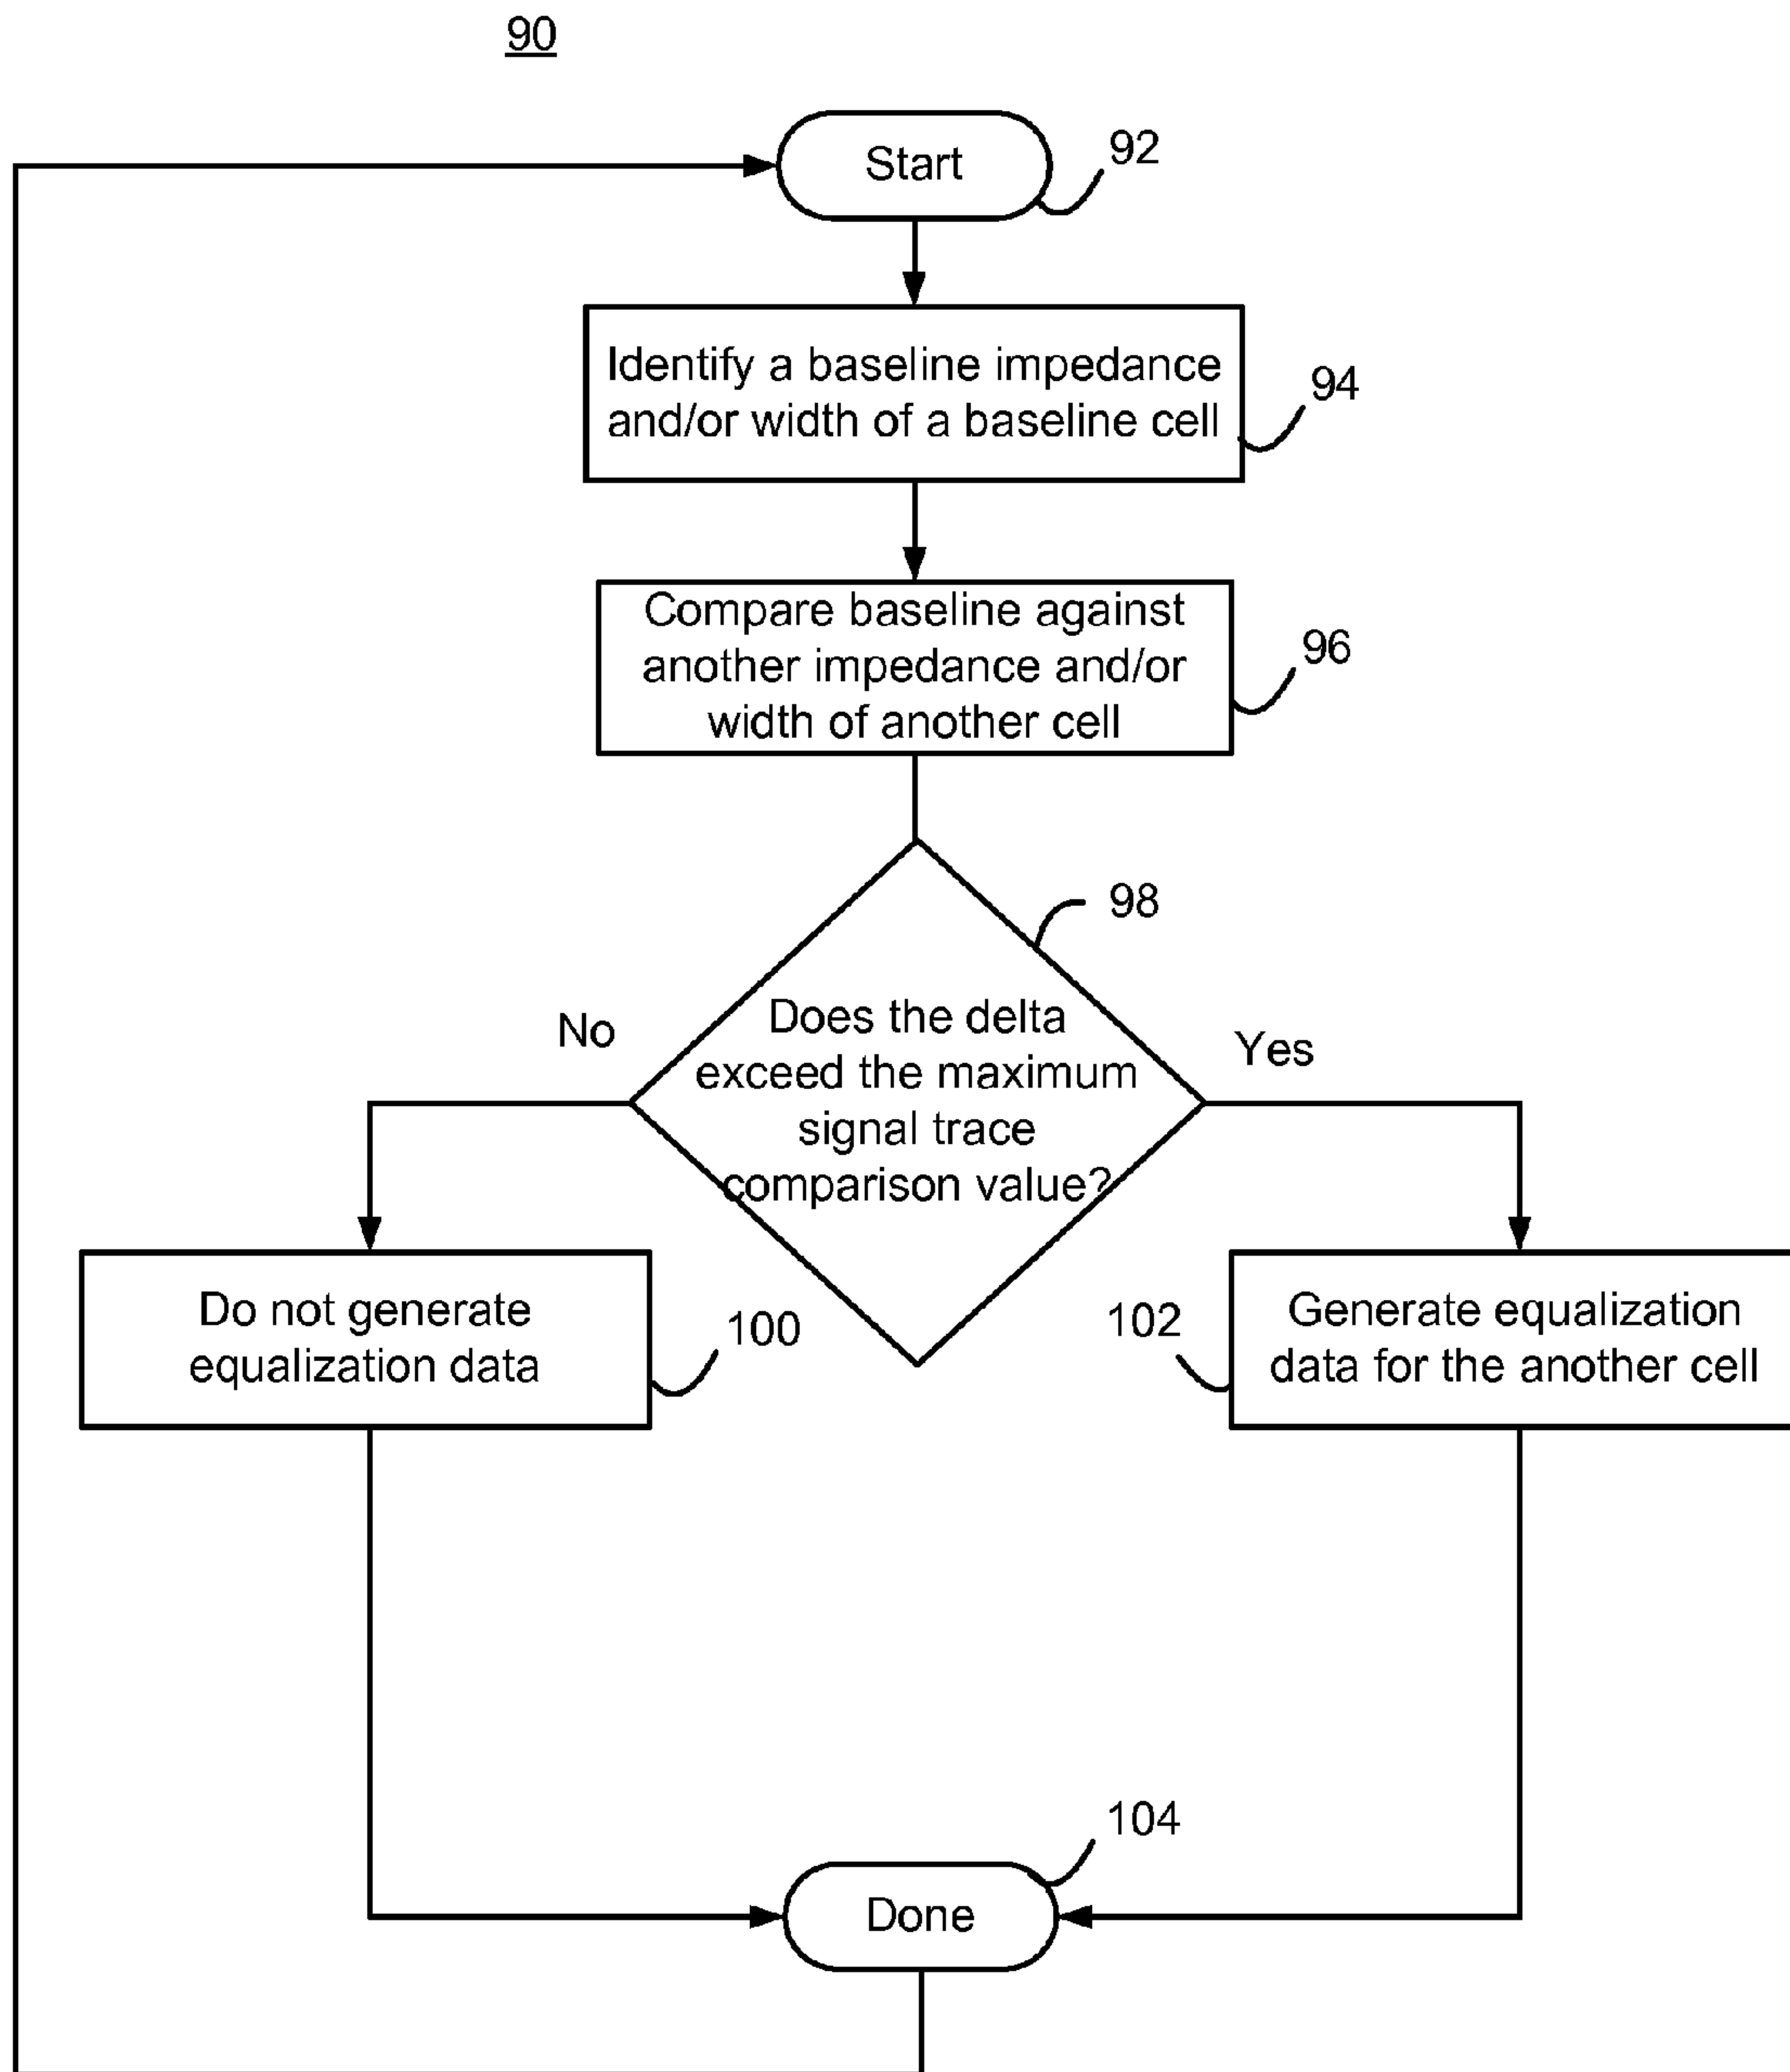 90
Start
92
Identify a baseline impedance
and/or width of a baseline cell
94
Compare baseline against
another impedance and/or
width of another cell
96
98
Does the delta
exceed the maximum
signal trace
comparison value?
No
Yes
Do not generate
equalization data
100
102
Generate equalization
data for the another cell
104
Done